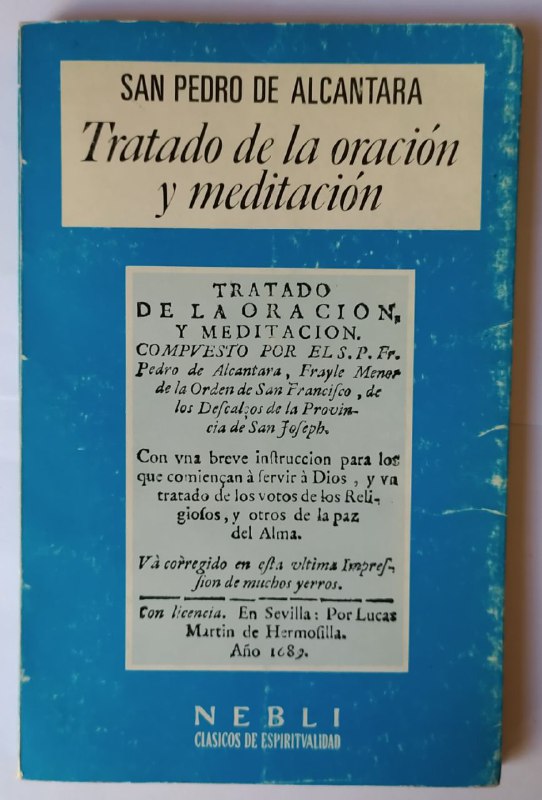 SAN PEDRO DE ALCANTARA
Tratado de la oración
y meditación
TRATADO
DE LA ORACION,
Y MEDITACION.
COMPVESTO POR EL S. P. Fr.
Pedro de Alcantara, Frayle Menor
de la Orden de San Franciſco, de
los Deſcalços de la Provin-
cia de San Joſeph.
Con vna breve inſtruccion para los
que comiençan à ſervir à Dios, y vn
tratado de los votos de los Reli-
gioſos, y otros de la paz
del Alma.
Và corregido en eſta vltima Impreſ-
ſion de muchos yerros.
Con licencia. En Sevilla: Por Lucas
Martin de Hermoſilla.
Año 1689.
NEBLI
CLASICOS DE ESPIRITVALIDAD